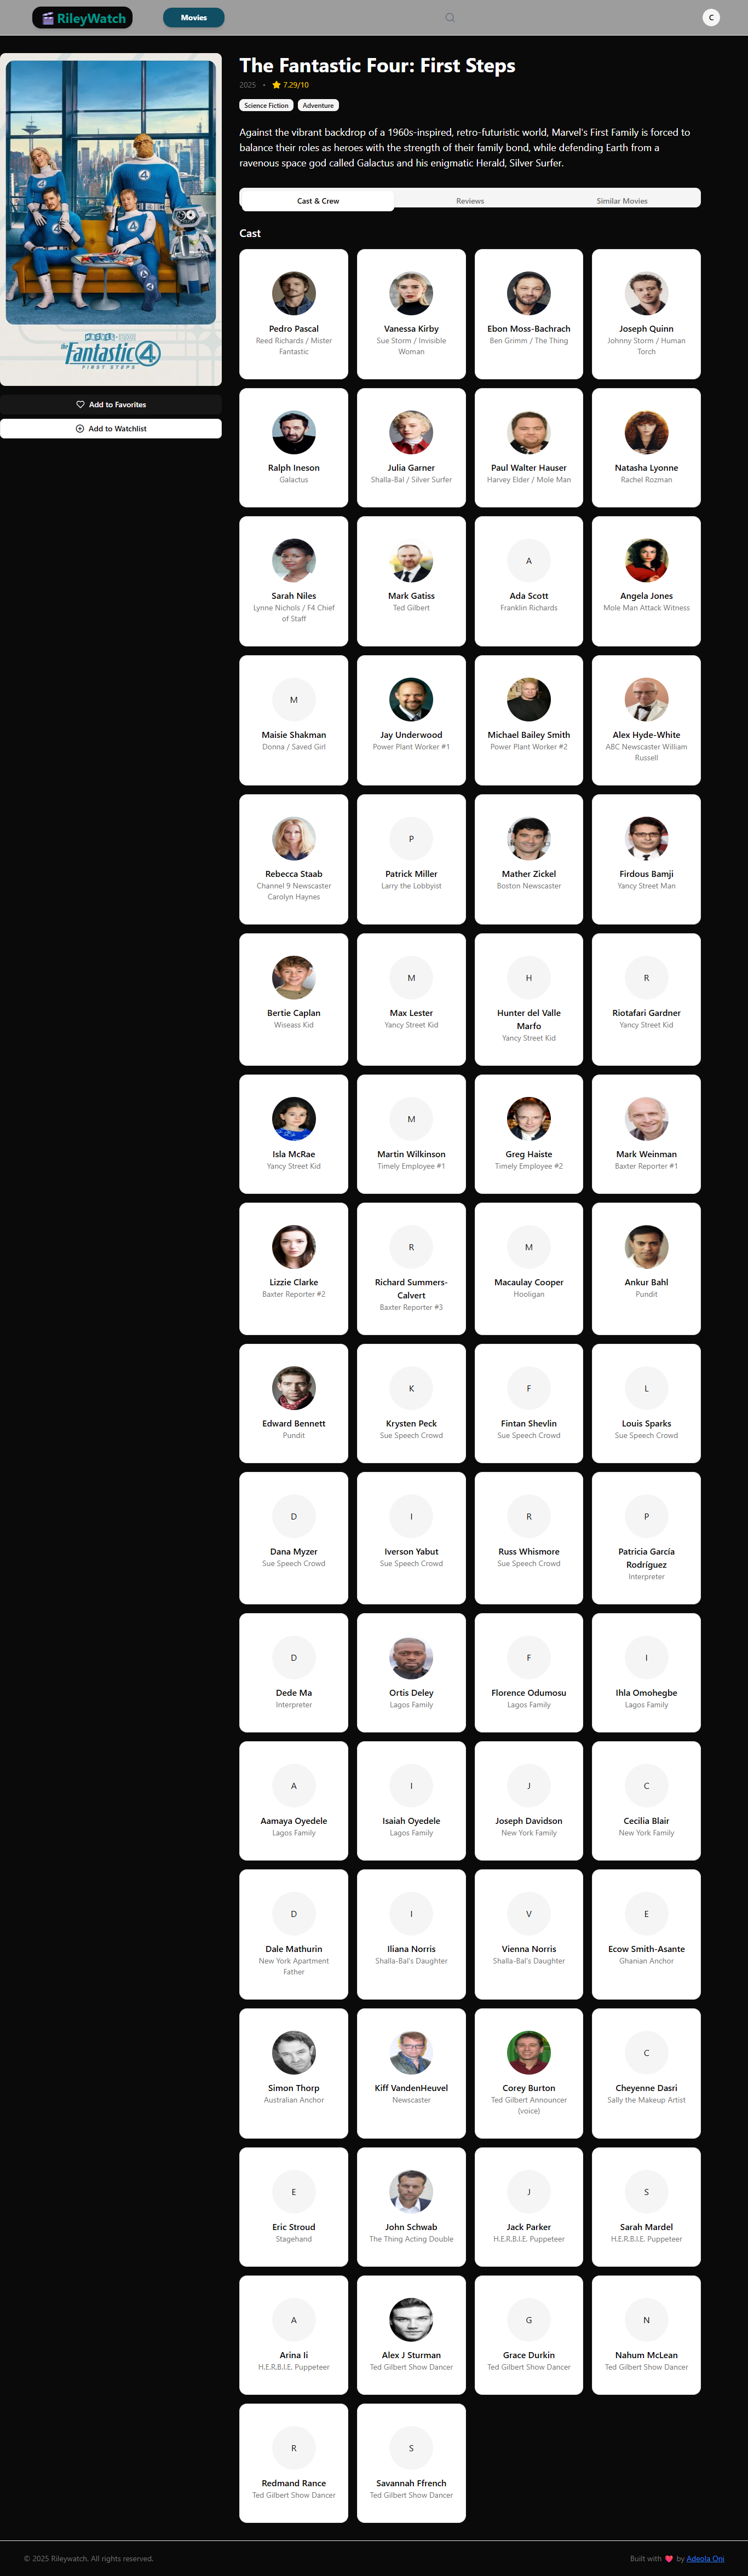 RileyWatch
Movies
C
The Fantastic Four: First Steps
2025 • 7.29/10
Science Fiction Adventure
Against the vibrant backdrop of a 1960s-inspired, retro-futuristic world, Marvel's First Family is forced to
balance their roles as heroes with the strength of their family bond, while defending Earth from a
ravenous space god called Galactus and his enigmatic Herald, Silver Surfer.
the Fantastic 4
FIRST STEPS
Add to Favorites
Add to Watchlist
Cast & Crew Reviews Similar Movies
Cast
Pedro Pascal
Reed Richards / Mister
Fantastic
Vanessa Kirby
Sue Storm / Invisible
Woman
Ebon Moss-Bachrach
Ben Grimm / The Thing
Joseph Quinn
Johnny Storm / Human
Torch
Ralph Ineson
Galactus
Julia Garner
Shalla-Bal / Silver Surfer
Paul Walter Hauser
Harvey Elder / Mole Man
Natasha Lyonne
Rachel Rozman
Sarah Niles
Lynne Nichols / F4 Chief
of Staff
Mark Gatiss
Ted Gilbert
A
Ada Scott
Franklin Richards
Angela Jones
Mole Man Attack Witness
M
Maisie Shakman
Donna / Saved Girl
Jay Underwood
Power Plant Worker #1
Michael Bailey Smith
Power Plant Worker #2
Alex Hyde-White
ABC Newscaster William
Russell
Rebecca Staab
Channel 9 Newscaster
Carolyn Haynes
P
Patrick Miller
Larry the Lobbyist
Mather Zickel
Boston Newscaster
Firdous Bamji
Yancy Street Man
Bertie Caplan
Wiseass Kid
M
Max Lester
Yancy Street Kid
H
Hunter del Valle
Marfo
Yancy Street Kid
R
Riotafari Gardner
Yancy Street Kid
Isla McRae
Yancy Street Kid
M
Martin Wilkinson
Timely Employee #1
Greg Haiste
Timely Employee #2
Mark Weinman
Baxter Reporter #1
Lizzie Clarke
Baxter Reporter #2
R
Richard Summers-
Calvert
Baxter Reporter #3
M
Macaulay Cooper
Hooligan
Ankur Bahl
Pundit
Edward Bennett
Pundit
K
Krysten Peck
Sue Speech Crowd
F
Fintan Shevlin
Sue Speech Crowd
L
Louis Sparks
Sue Speech Crowd
D
Dana Myzer
Sue Speech Crowd
I
Iverson Yabut
Sue Speech Crowd
R
Russ Whismore
Sue Speech Crowd
P
Patricia García
Rodríguez
Interpreter
D
Dede Ma
Interpreter
Ortis Deley
Lagos Family
F
Florence Odumosu
Lagos Family
I
Ihla Omohegbe
Lagos Family
A
Aamaya Oyedele
Lagos Family
I
Isaiah Oyedele
Lagos Family
J
Joseph Davidson
New York Family
C
Cecilia Blair
New York Family
D
Dale Mathurin
New York Apartment
Father
I
Iliana Norris
Shalla-Bal's Daughter
V
Vienna Norris
Shalla-Bal's Daughter
E
Ecow Smith-Asante
Ghanian Anchor
Simon Thorp
Australian Anchor
Kiff VandenHeuvel
Newscaster
Corey Burton
Ted Gilbert Announcer
(voice)
C
Cheyenne Dasri
Sally the Makeup Artist
E
Eric Stroud
Stagehand
John Schwab
The Thing Acting Double
J
Jack Parker
H.E.R.B.I.E. Puppeteer
S
Sarah Mardel
H.E.R.B.I.E. Puppeteer
A
Arina Ii
H.E.R.B.I.E. Puppeteer
Alex J Sturman
Ted Gilbert Show Dancer
G
Grace Durkin
Ted Gilbert Show Dancer
N
Nahum McLean
Ted Gilbert Show Dancer
R
Redmand Rance
Ted Gilbert Show Dancer
S
Savannah Ffrench
Ted Gilbert Show Dancer
© 2025 Rileywatch. All rights reserved.
Built with ❤️ by Adeola Oni